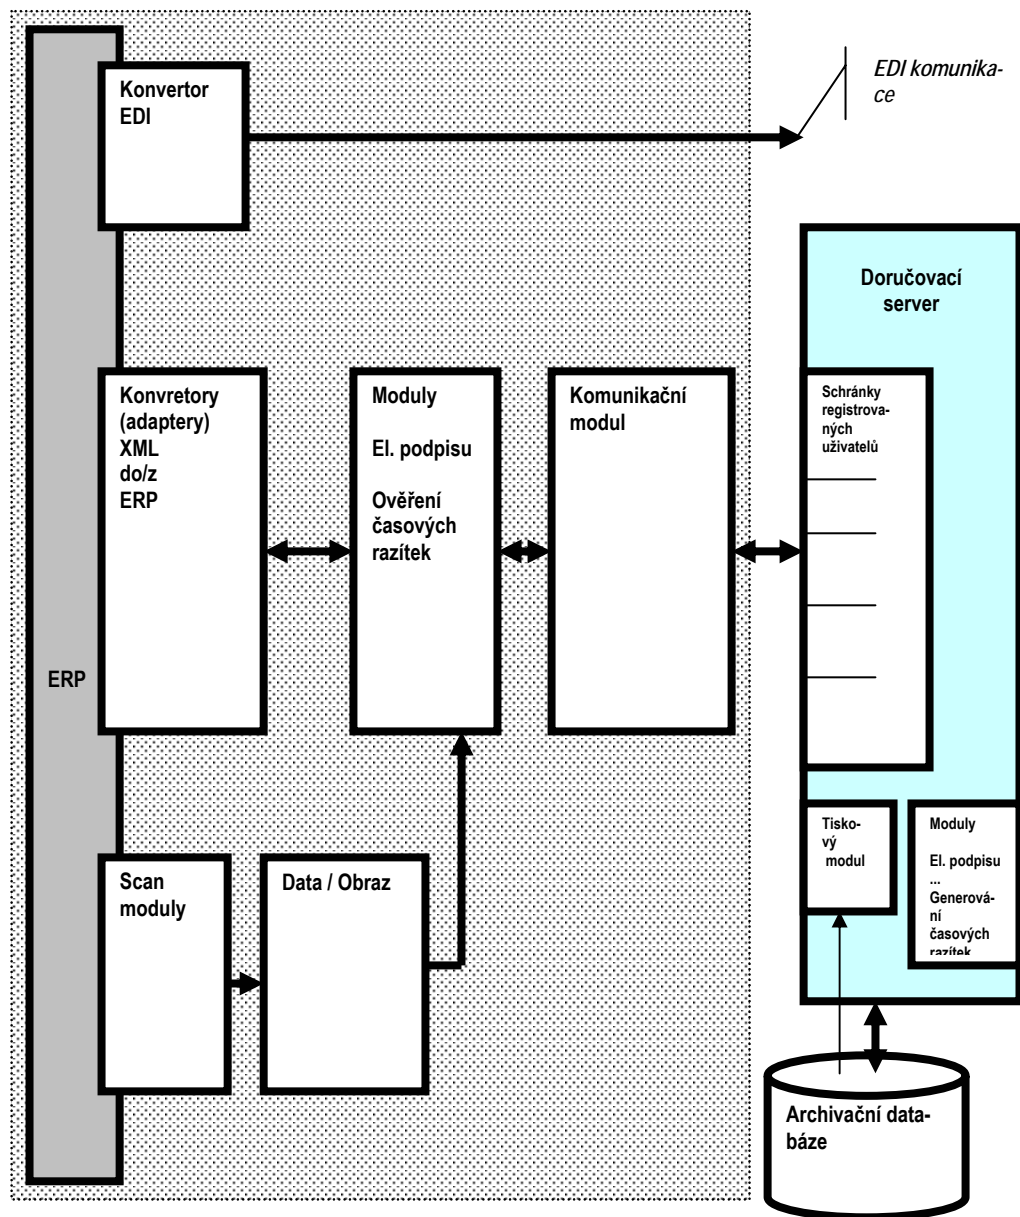 Konvertor
EDI
EDI komunika-
ce
Doručovací
server
Konvretory
(adaptery)
XML
do/z
ERP
Moduly
El. podpisu
Ověření
časových
razítek
Komunikační
modul
Schránky
registrova-
ných
uživatelů
ERP
Scan
moduly
Data / Obraz
Tisko-
vý
modul
Moduly
El. podpisu
...
Generová-
ní
časových
razítek
Archivační data-
báze